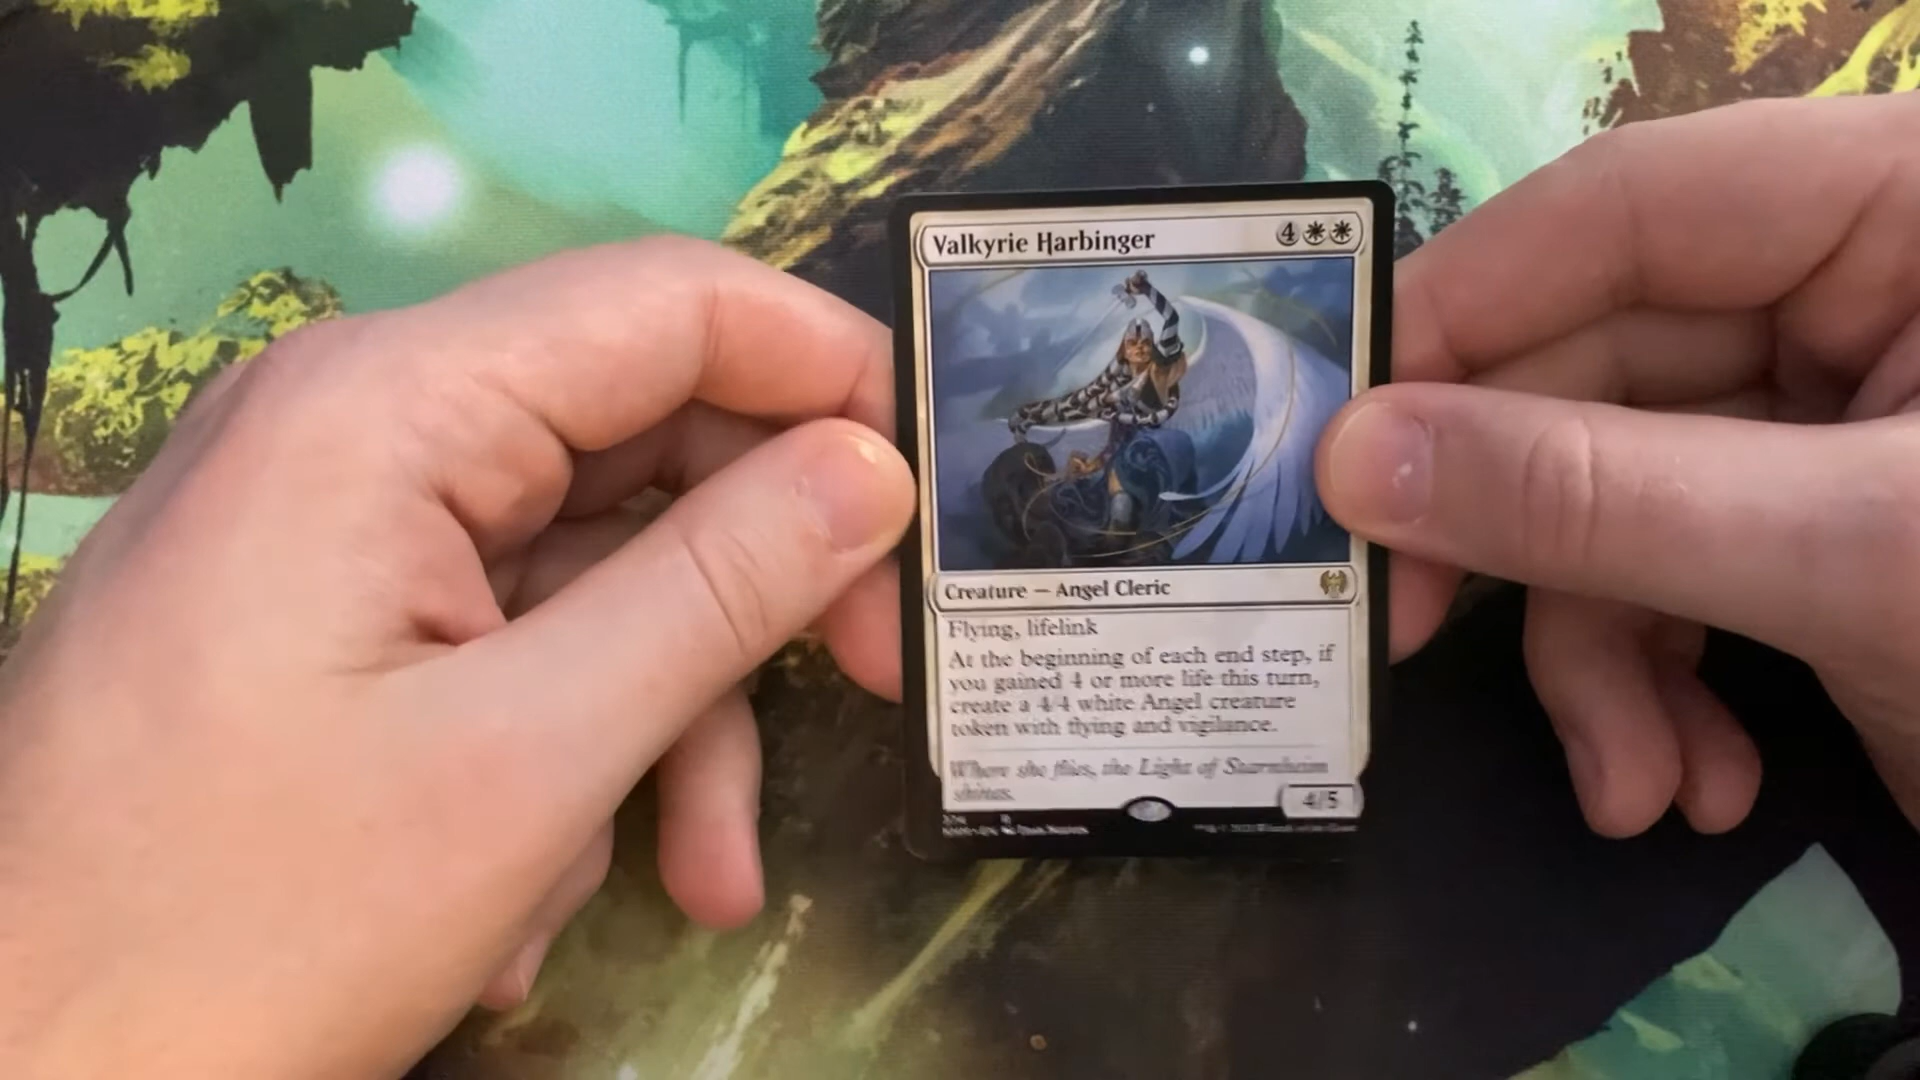 Valkyrie Harbinger 4
Creature — Angel Cleric
Flying, lifelink
At the beginning of each end step, if
you gained 4 or more life this turn,
create a 4/4 white Angel creature
token with flying and vigilance.
Where she flies, the Light of Starnheim
shines.
4/5